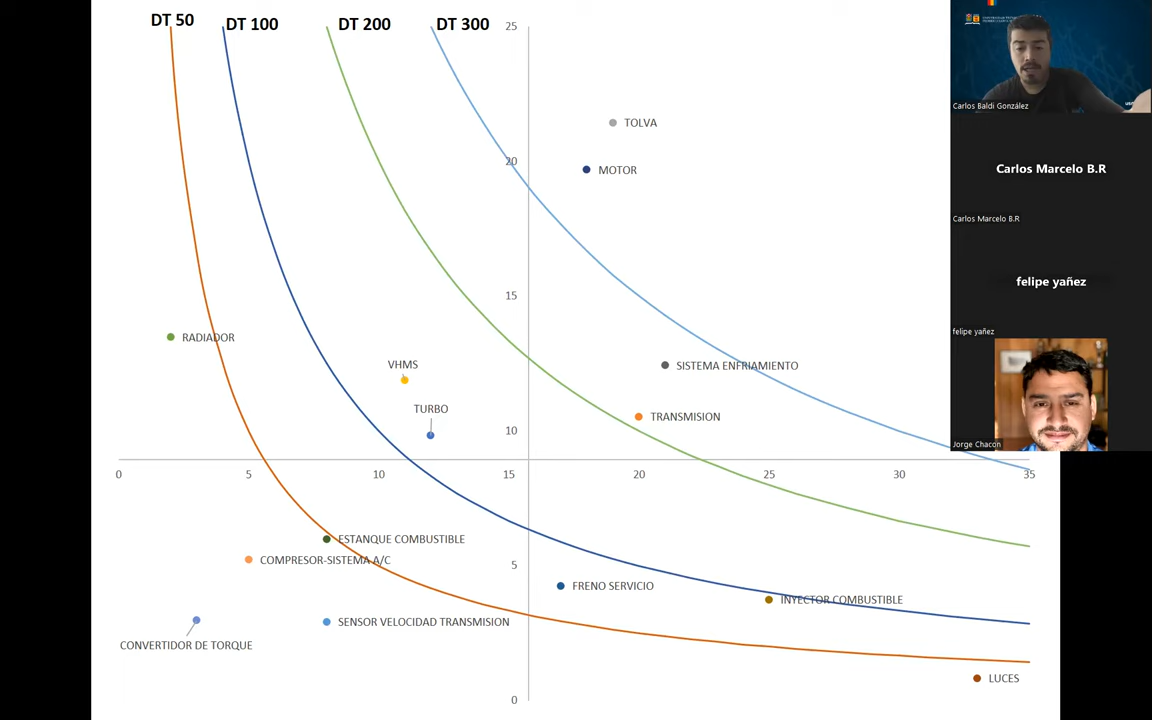 DT 50
DT 100
DT 200
DT 300
25
TOLVA
20
MOTOR
15
RADIADOR
VHMS
SISTEMA ENFRIAMIENTO
TURBO
TRANSMISION
10
0
5
10
15
20
25
30
35
ESTANQUE COMBUSTIBLE
COMPRESOR-SISTEMA A/C
5
FRENO SERVICIO
INYECTOR COMBUSTIBLE
SENSOR VELOCIDAD TRANSMISION
CONVERTIDOR DE TORQUE
LUCES
0
Carlos Baldi González
Carlos Marcelo B.R
Carlos Marcelo B.R
felipe yañez
felipe yañez
Jorge Chacon